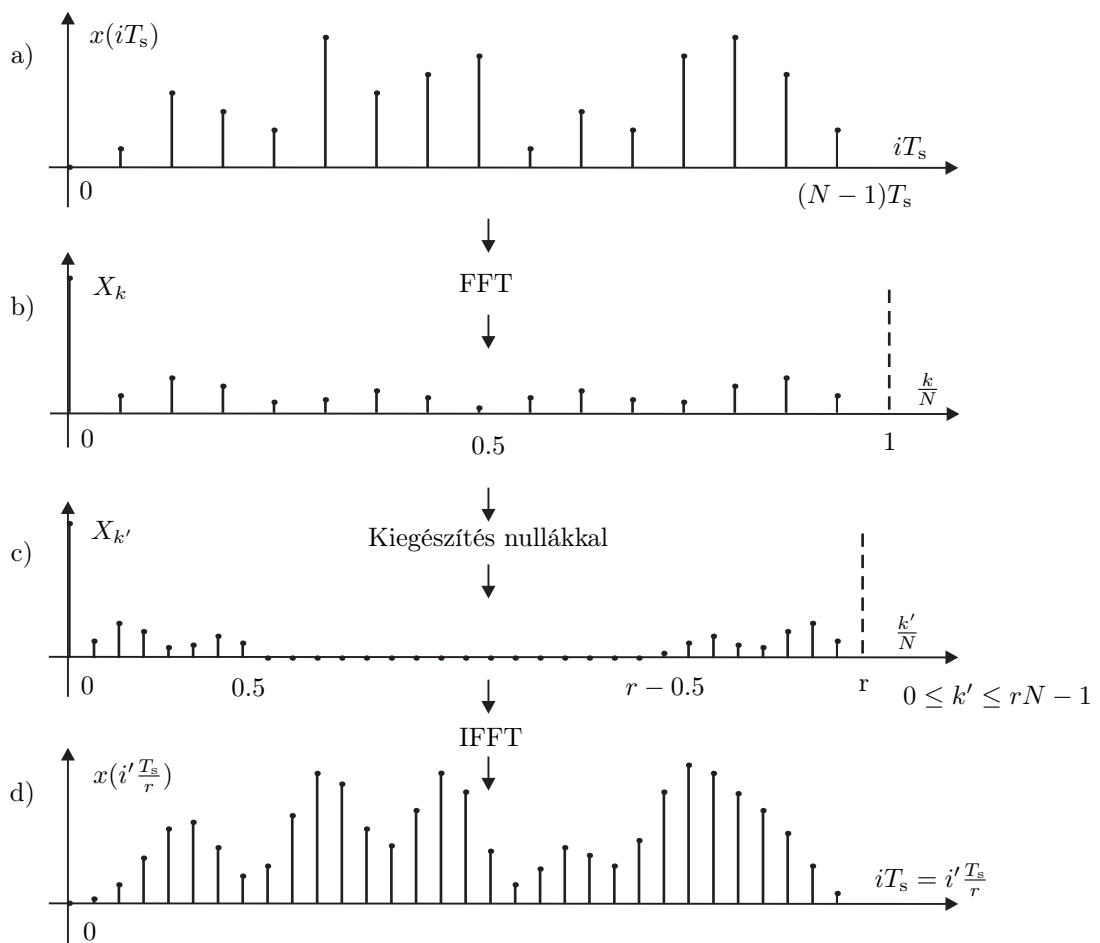 a)
x(iT_s)
iT_s
0
(N − 1)T_s
FFT
b)
X_k
k/N
0
0.5
1
Kiegészítés nullákkal
c)
X_{k′}
k′/N
0
0.5
r − 0.5
r
0 ≤ k′ ≤ rN − 1
IFFT
d)
x(i′ T_s/r)
iT_s = i′ T_s/r
0